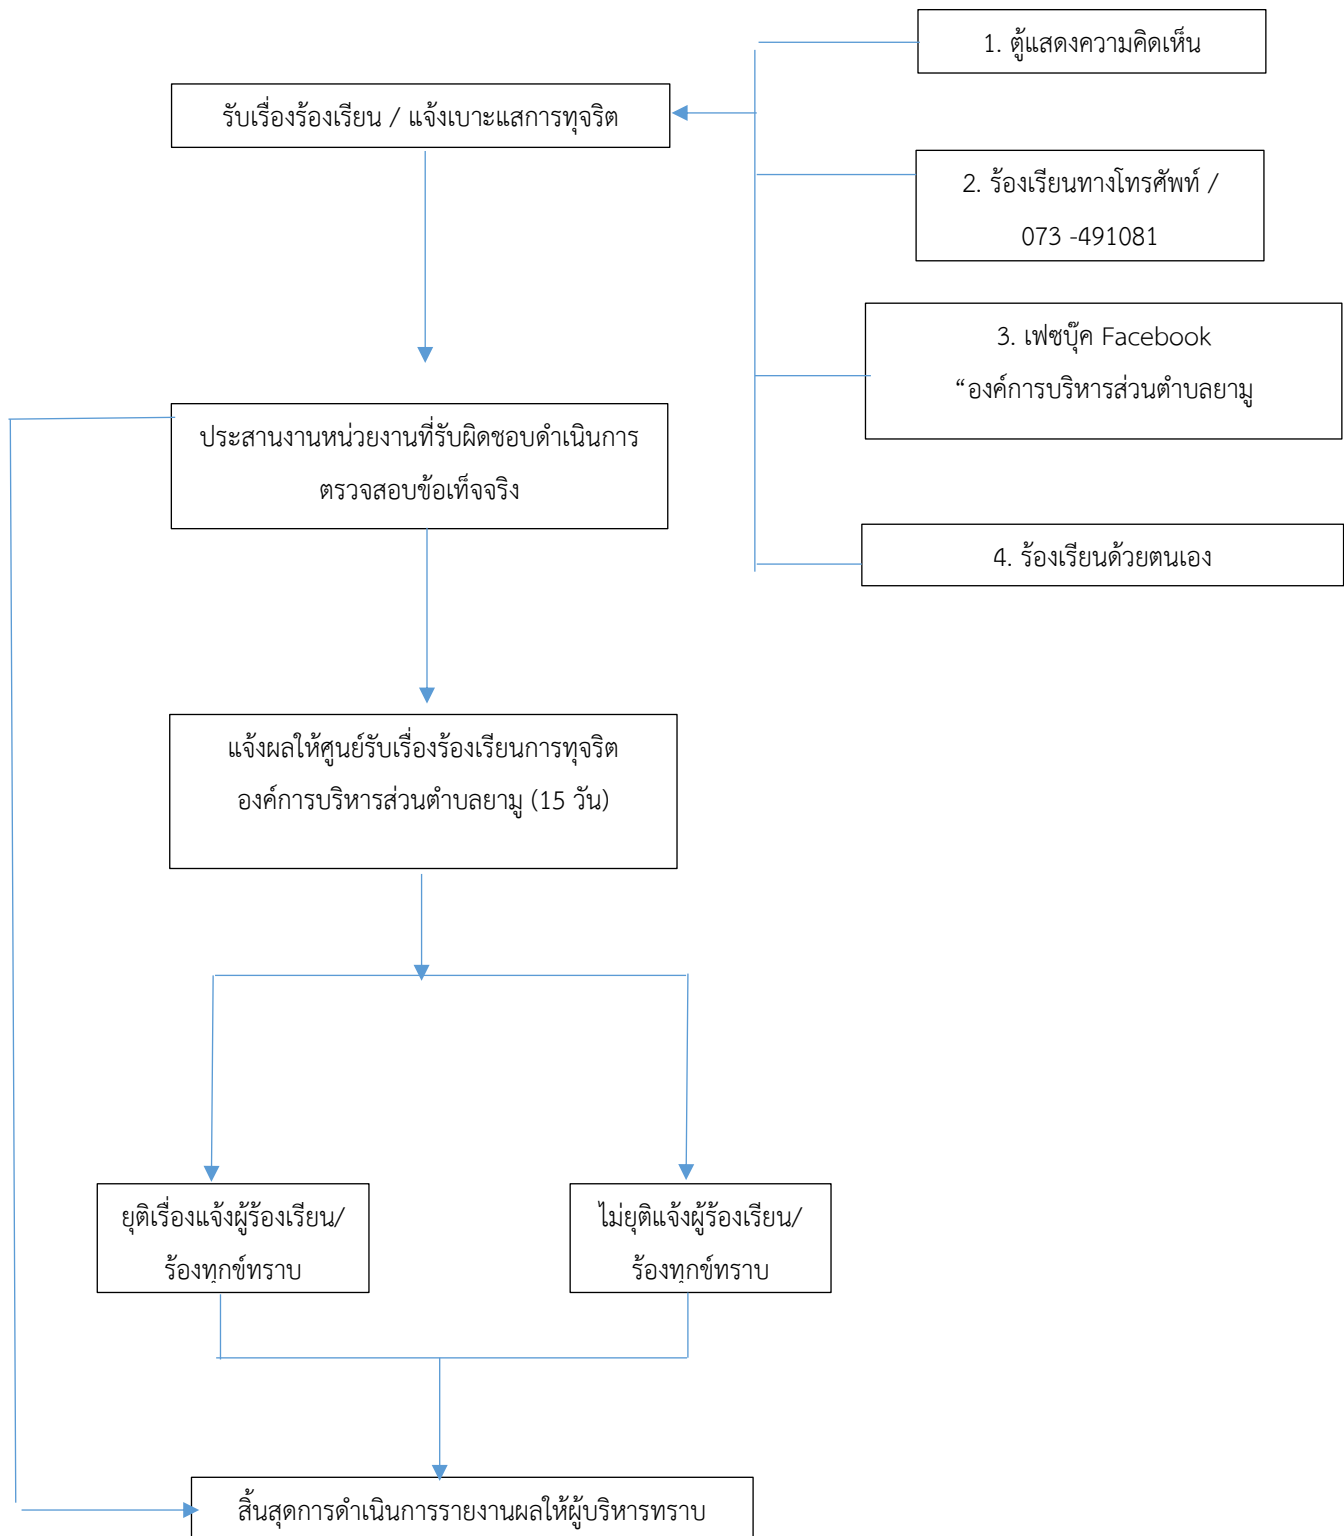 1. ตู้แสดงความคิดเห็น
รับเรื่องร้องเรียน / แจ้งเบาะแสการทุจริต
2. ร้องเรียนทางโทรศัพท์ /
073 -491081
3. เฟซบุ๊ค Facebook
“องค์การบริหารส่วนตำบลยามู
ประสานงานหน่วยงานที่รับผิดชอบดำเนินการ
ตรวจสอบข้อเท็จจริง
4. ร้องเรียนด้วยตนเอง
แจ้งผลให้ศูนย์รับเรื่องร้องเรียนการทุจริต
องค์การบริหารส่วนตำบลยามู (15 วัน)
ยุติเรื่องแจ้งผู้ร้องเรียน/
ร้องทุกข์ทราบ
ไม่ยุติแจ้งผู้ร้องเรียน/
ร้องทุกข์ทราบ
สิ้นสุดการดำเนินการรายงานผลให้ผู้บริหารทราบ